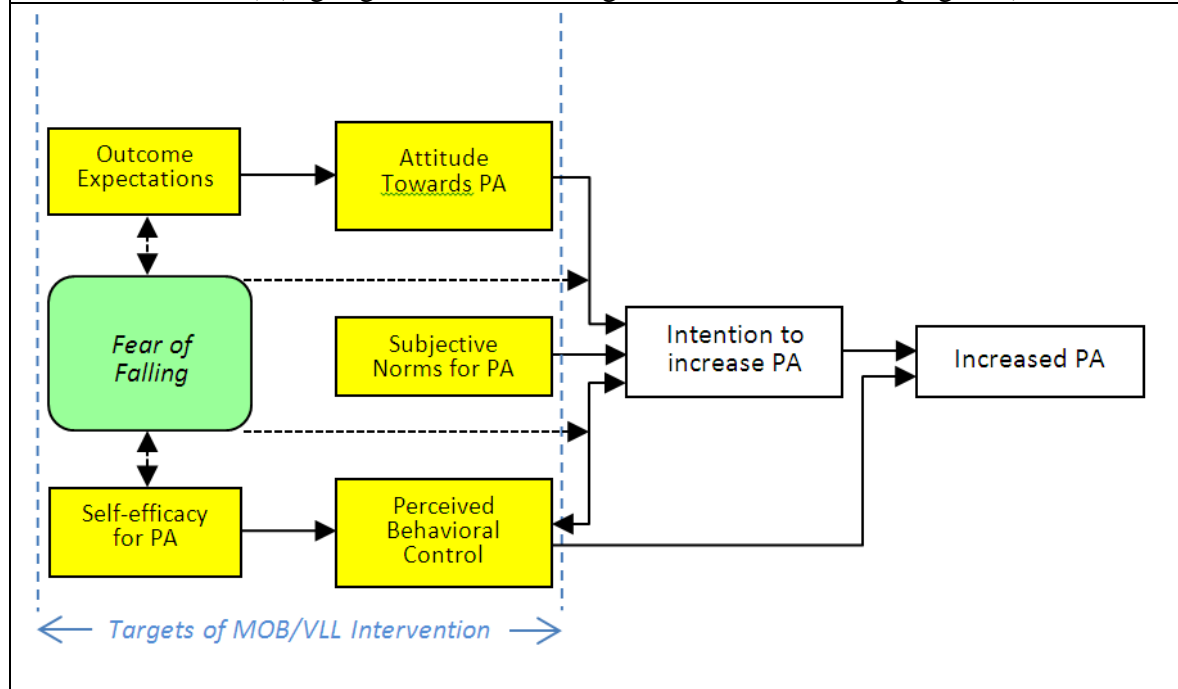 Outcome
Expectations
Attitude
Towards PA
Fear of
Falling
Subjective
Norms for PA
Intention to
increase PA
Increased PA
Self-efficacy
for PA
Perceived
Behavioral
Control
Targets of MOB/VLL Intervention